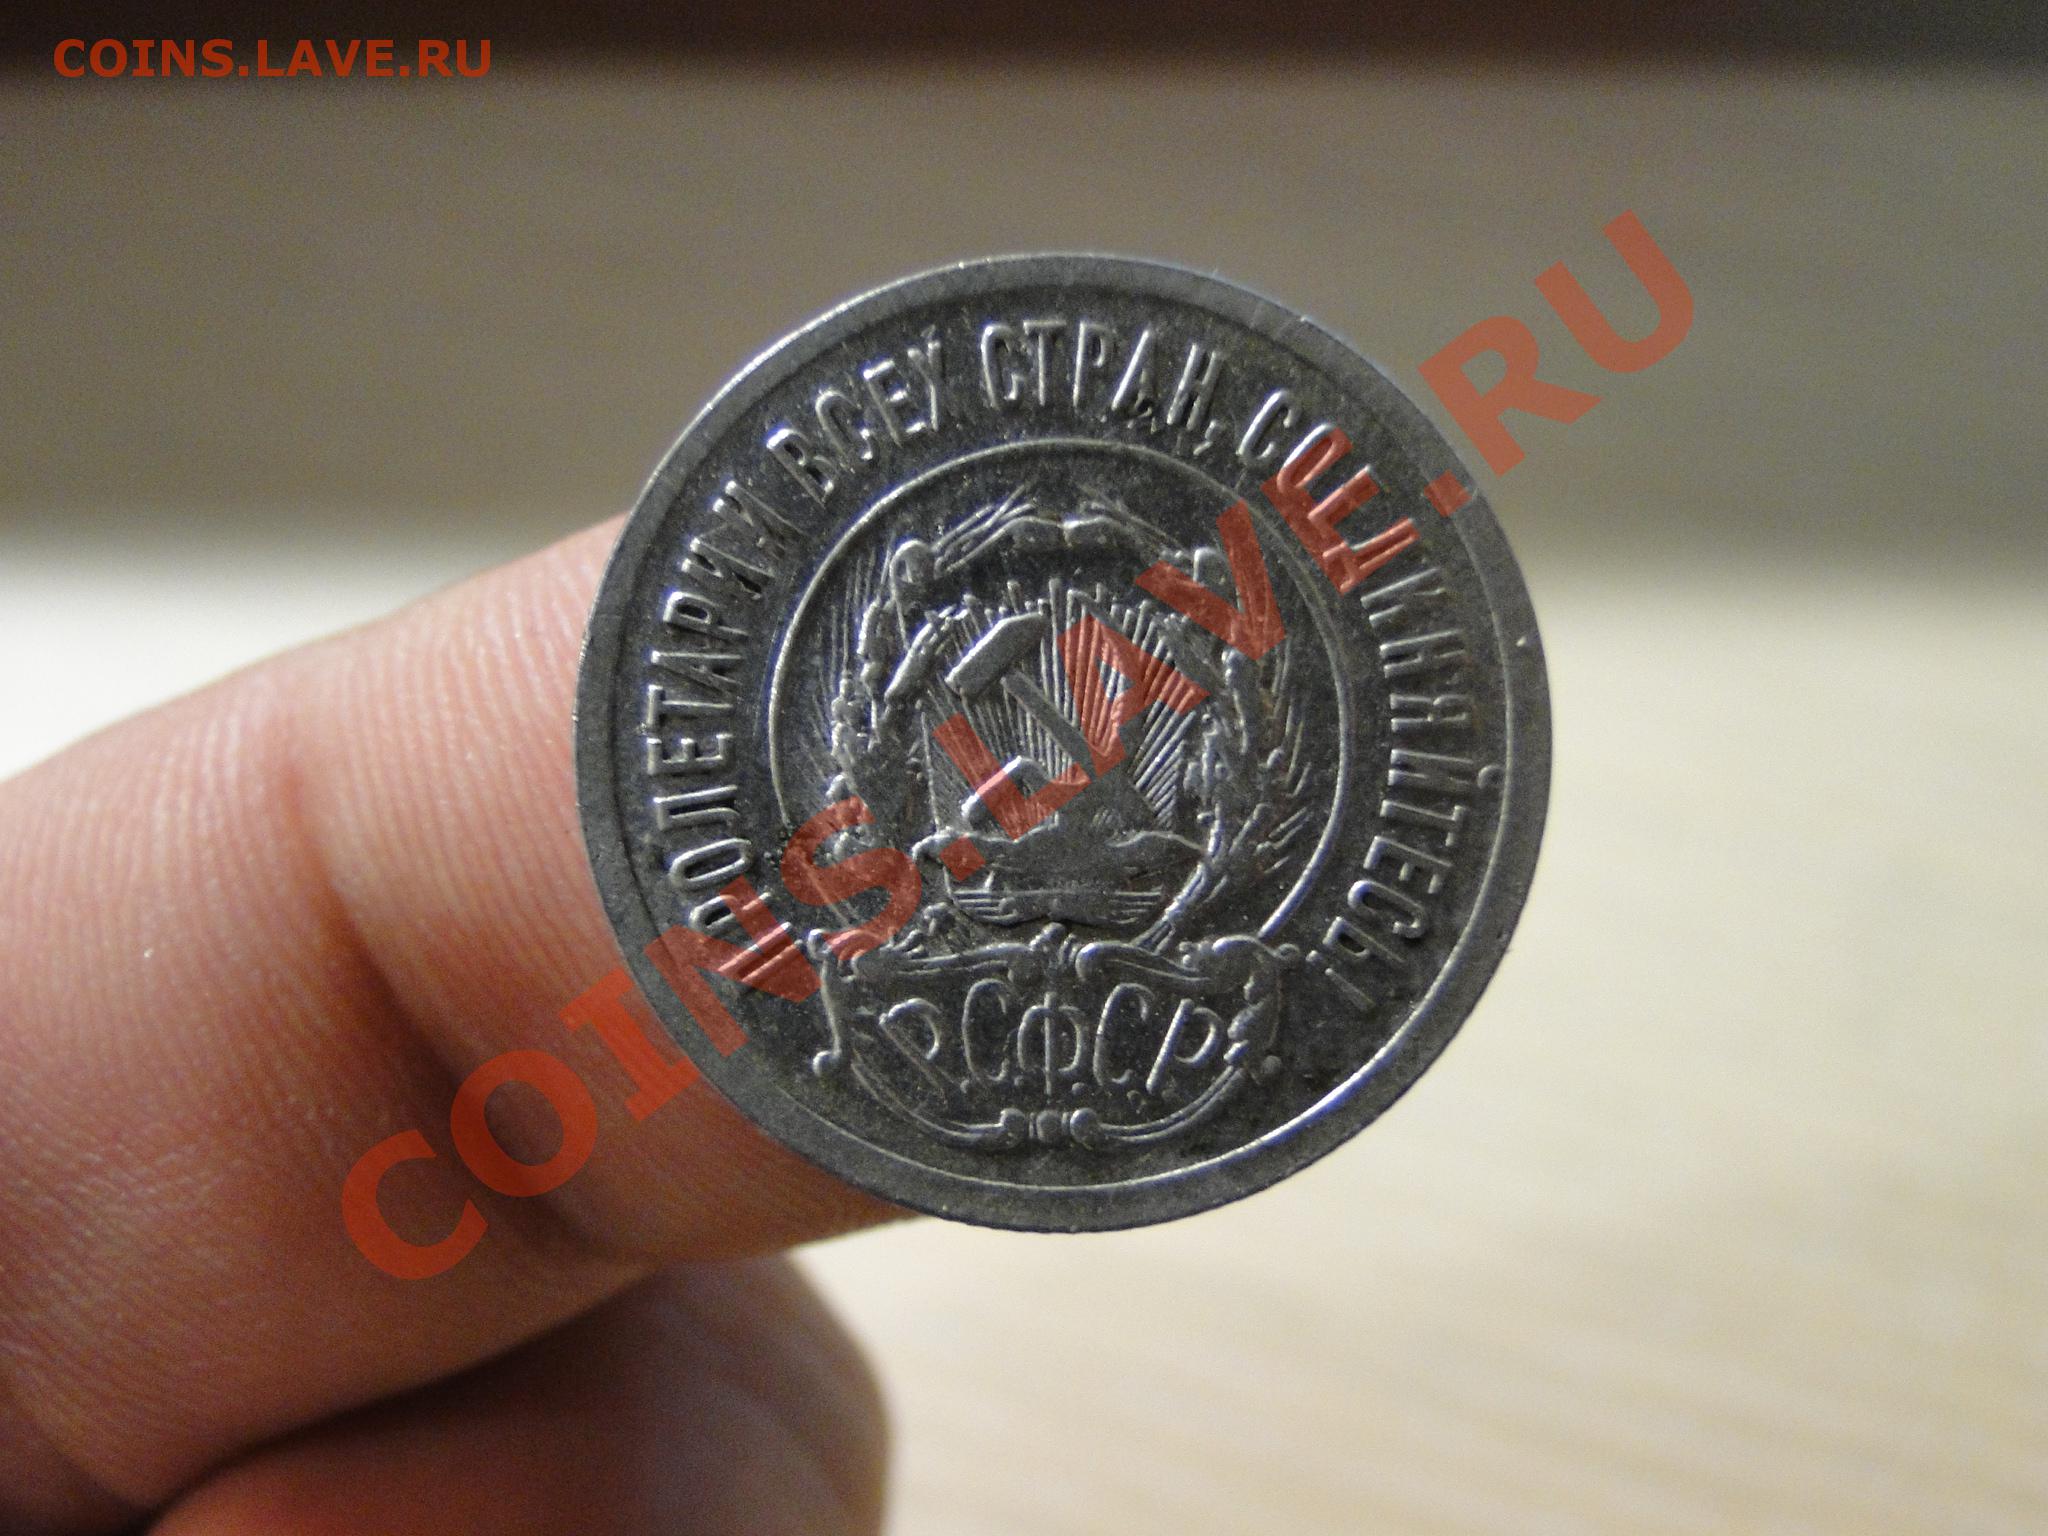 COINS.LAVE.RU
ПРОЛЕТАРИИ ВСЕХ СТРАН, СОЕДИНЯЙТЕСЬ!
Р.С.Ф.С.Р.
COINS.LAVE.RU